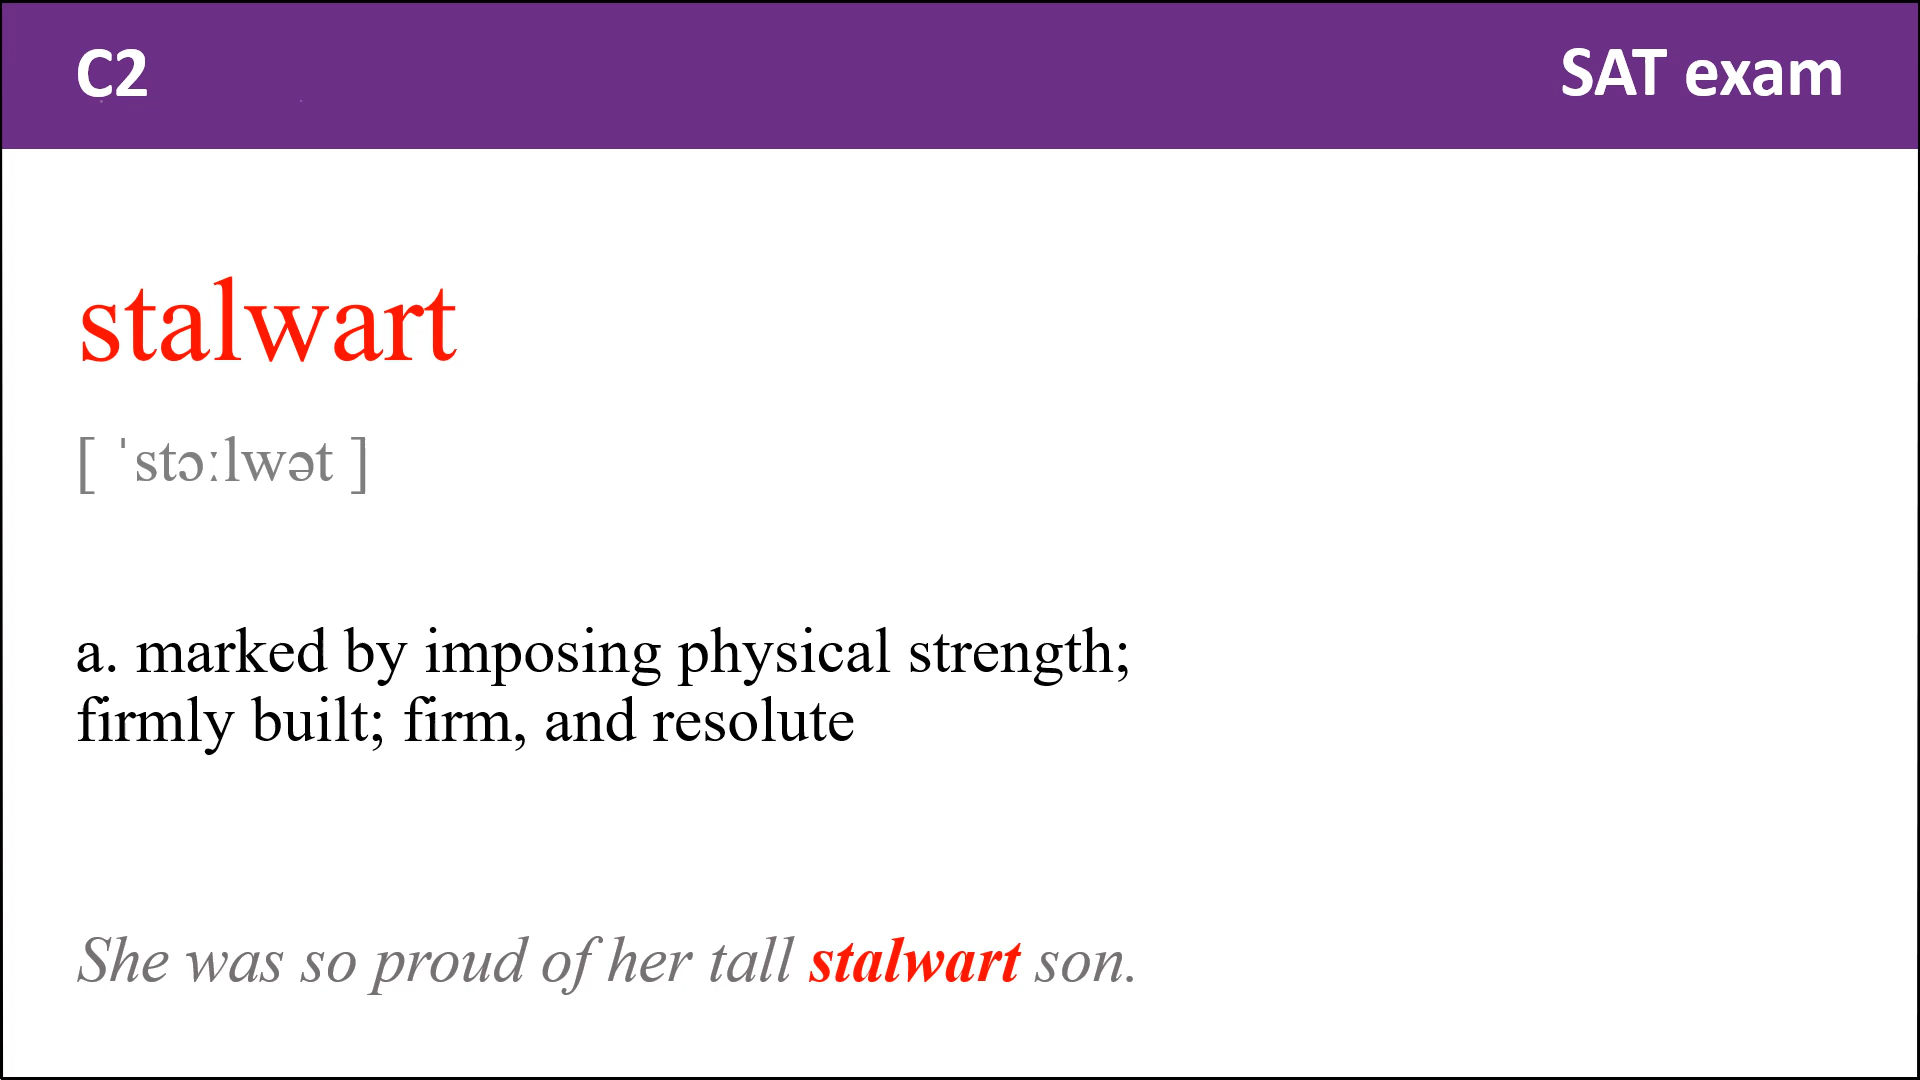 C2 SAT exam
stalwart
[ ˈstɔːlwət ]
a. marked by imposing physical strength;
firmly built; firm, and resolute
She was so proud of her tall stalwart son.